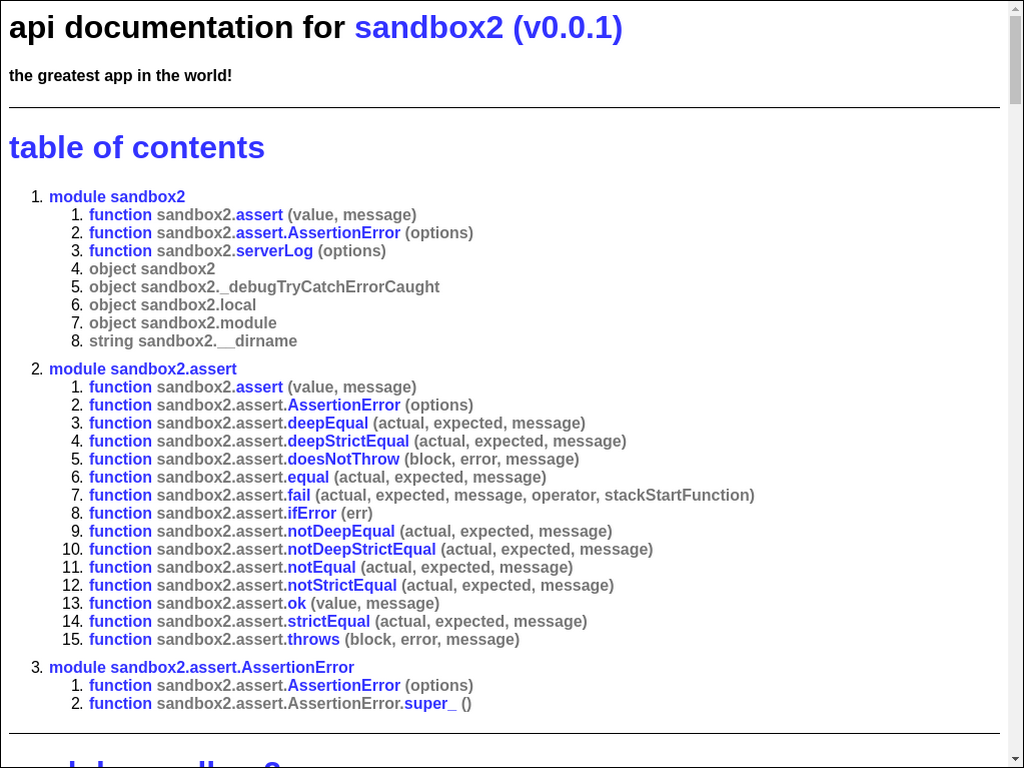 api documentation for sandbox2 (v0.0.1)
the greatest app in the world!
table of contents
1. module sandbox2
1. function sandbox2.assert (value, message)
2. function sandbox2.assert.AssertionError (options)
3. function sandbox2.serverLog (options)
4. object sandbox2
5. object sandbox2._debugTryCatchErrorCaught
6. object sandbox2.local
7. object sandbox2.module
8. string sandbox2.__dirname
2. module sandbox2.assert
1. function sandbox2.assert (value, message)
2. function sandbox2.assert.AssertionError (options)
3. function sandbox2.assert.deepEqual (actual, expected, message)
4. function sandbox2.assert.deepStrictEqual (actual, expected, message)
5. function sandbox2.assert.doesNotThrow (block, error, message)
6. function sandbox2.assert.equal (actual, expected, message)
7. function sandbox2.assert.fail (actual, expected, message, operator, stackStartFunction)
8. function sandbox2.assert.ifError (err)
9. function sandbox2.assert.notDeepEqual (actual, expected, message)
10. function sandbox2.assert.notDeepStrictEqual (actual, expected, message)
11. function sandbox2.assert.notEqual (actual, expected, message)
12. function sandbox2.assert.notStrictEqual (actual, expected, message)
13. function sandbox2.assert.ok (value, message)
14. function sandbox2.assert.strictEqual (actual, expected, message)
15. function sandbox2.assert.throws (block, error, message)
3. module sandbox2.assert.AssertionError
1. function sandbox2.assert.AssertionError (options)
2. function sandbox2.assert.AssertionError.super_ ()